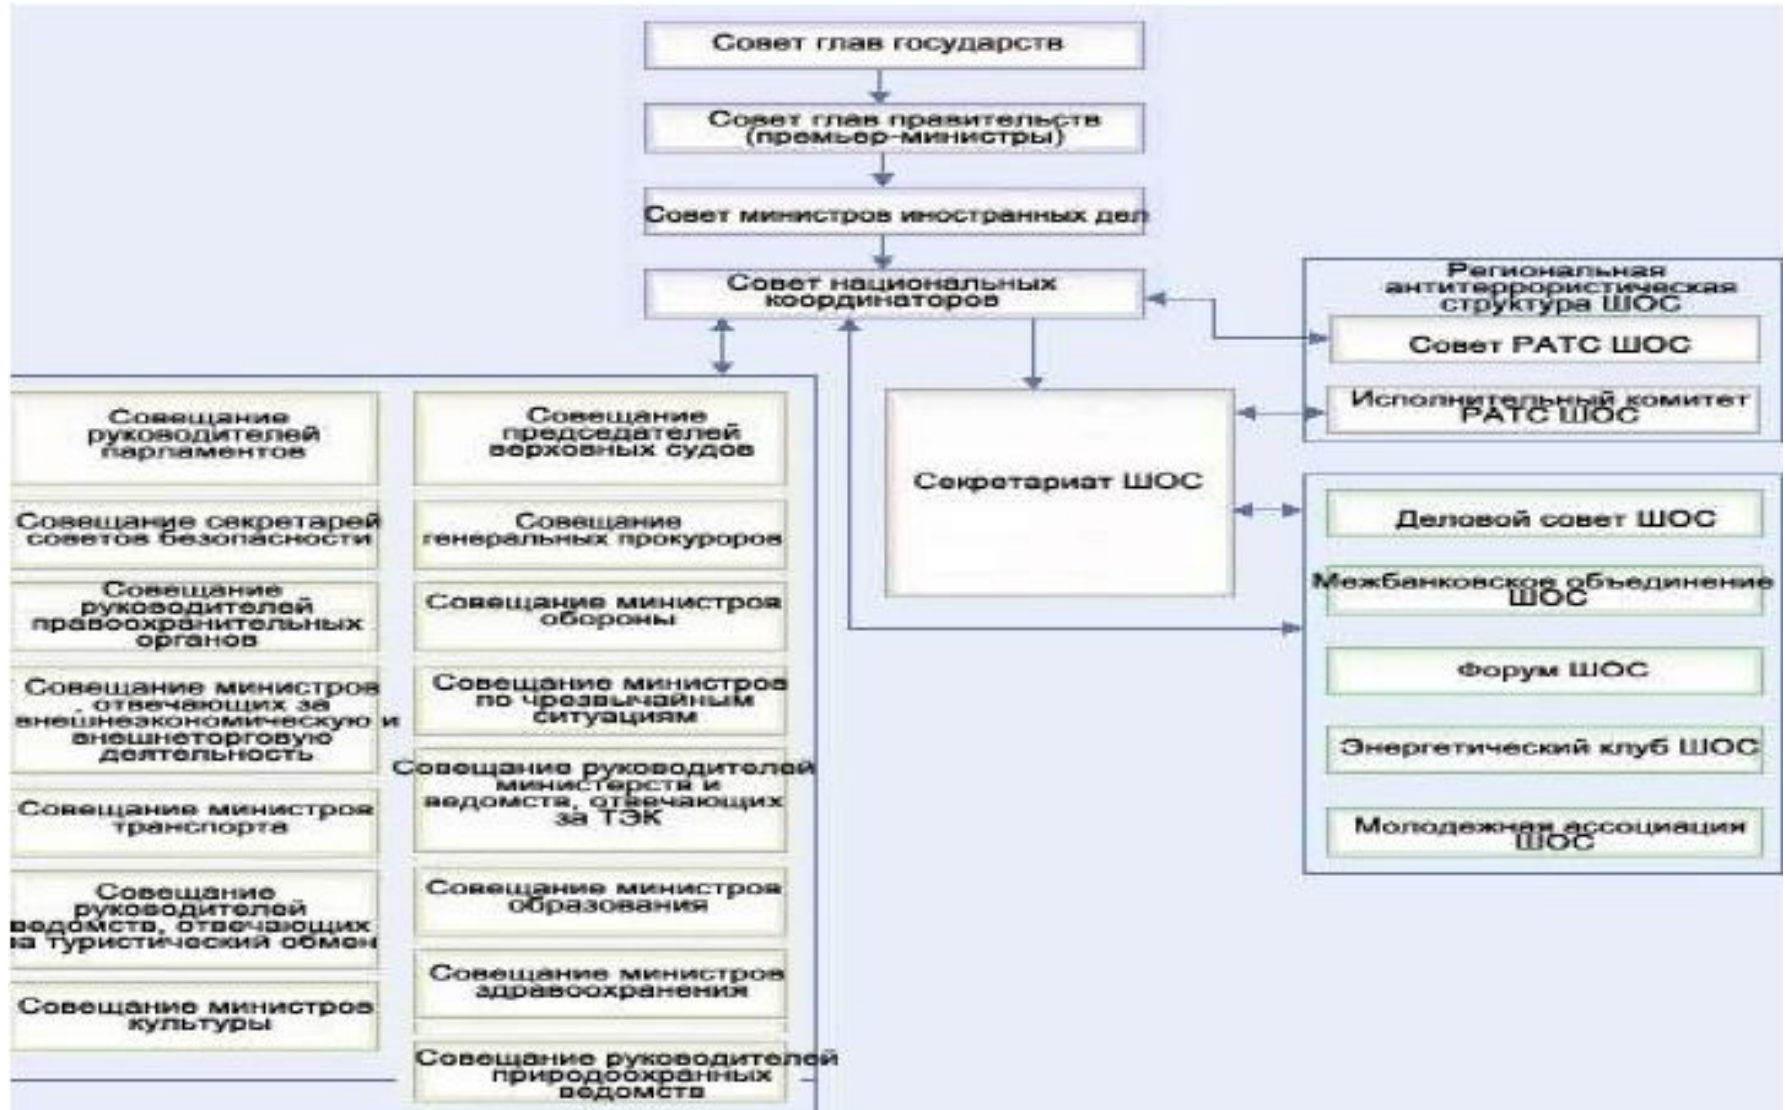 Совет глав государств
Совет глав правительств
(премьер-министры)
Совет министров иностранных дел
Совет национальных
координаторов
Региональная
антитеррористическая
структура ШОС
Совет РАТС ШОС
Исполнительный комитет
РАТС ШОС
Секретариат ШОС
Деловой совет ШОС
Межбанковское объединение
ШОС
Форум ШОС
Энергетический клуб ШОС
Молодежная ассоциация
ШОС
Совещание
руководителей
парламентов
Совещание секретарей
советов безопасности
Совещание
руководителей
правоохранительных
органов
Совещание министров
, отвечающих за
внешнеэкономическую и
внешнеторговую
деятельность
Совещание министров
транспорта
Совещание
руководителей
ведомств, отвечающих
за туристический обмен
Совещание министров
культуры
Совещание
председателей
верховных судов
Совещание
генеральных прокуроров
Совещание министров
обороны
Совещание министров
по чрезвычайным
ситуациям
Совещание руководителей
министерств и
ведомств, отвечающих
за ТЭК
Совещание министров
образования
Совещание министров
здравоохранения
Совещание руководителей
природоохранных
ведомств